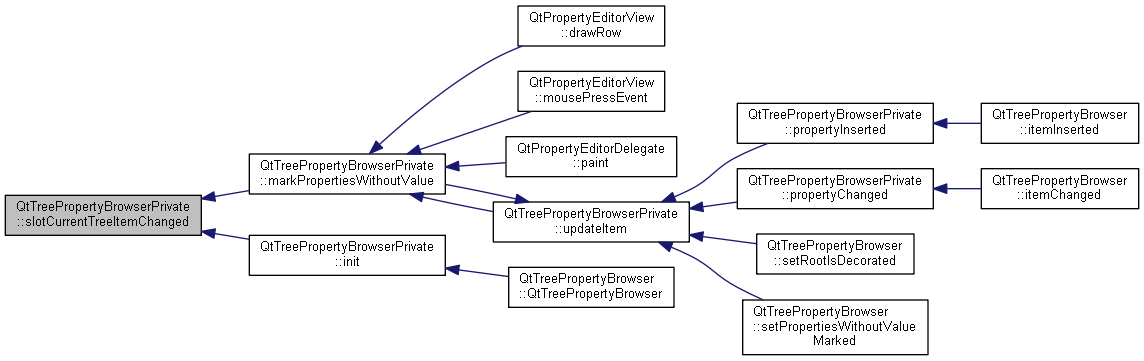 QtPropertyEditorView
::drawRow
QtPropertyEditorView
::mousePressEvent
QtTreePropertyBrowserPrivate
::propertyInserted
QtTreePropertyBrowser
::itemInserted
QtPropertyEditorDelegate
::paint
QtTreePropertyBrowserPrivate
::markPropertiesWithoutValue
QtTreePropertyBrowserPrivate
::propertyChanged
QtTreePropertyBrowser
::itemChanged
QtTreePropertyBrowserPrivate
::slotCurrentTreeItemChanged
QtTreePropertyBrowserPrivate
::updateItem
QtTreePropertyBrowserPrivate
::init
QtTreePropertyBrowser
::setRootIsDecorated
QtTreePropertyBrowser
::QtTreePropertyBrowser
QtTreePropertyBrowser
::setPropertiesWithoutValue
Marked